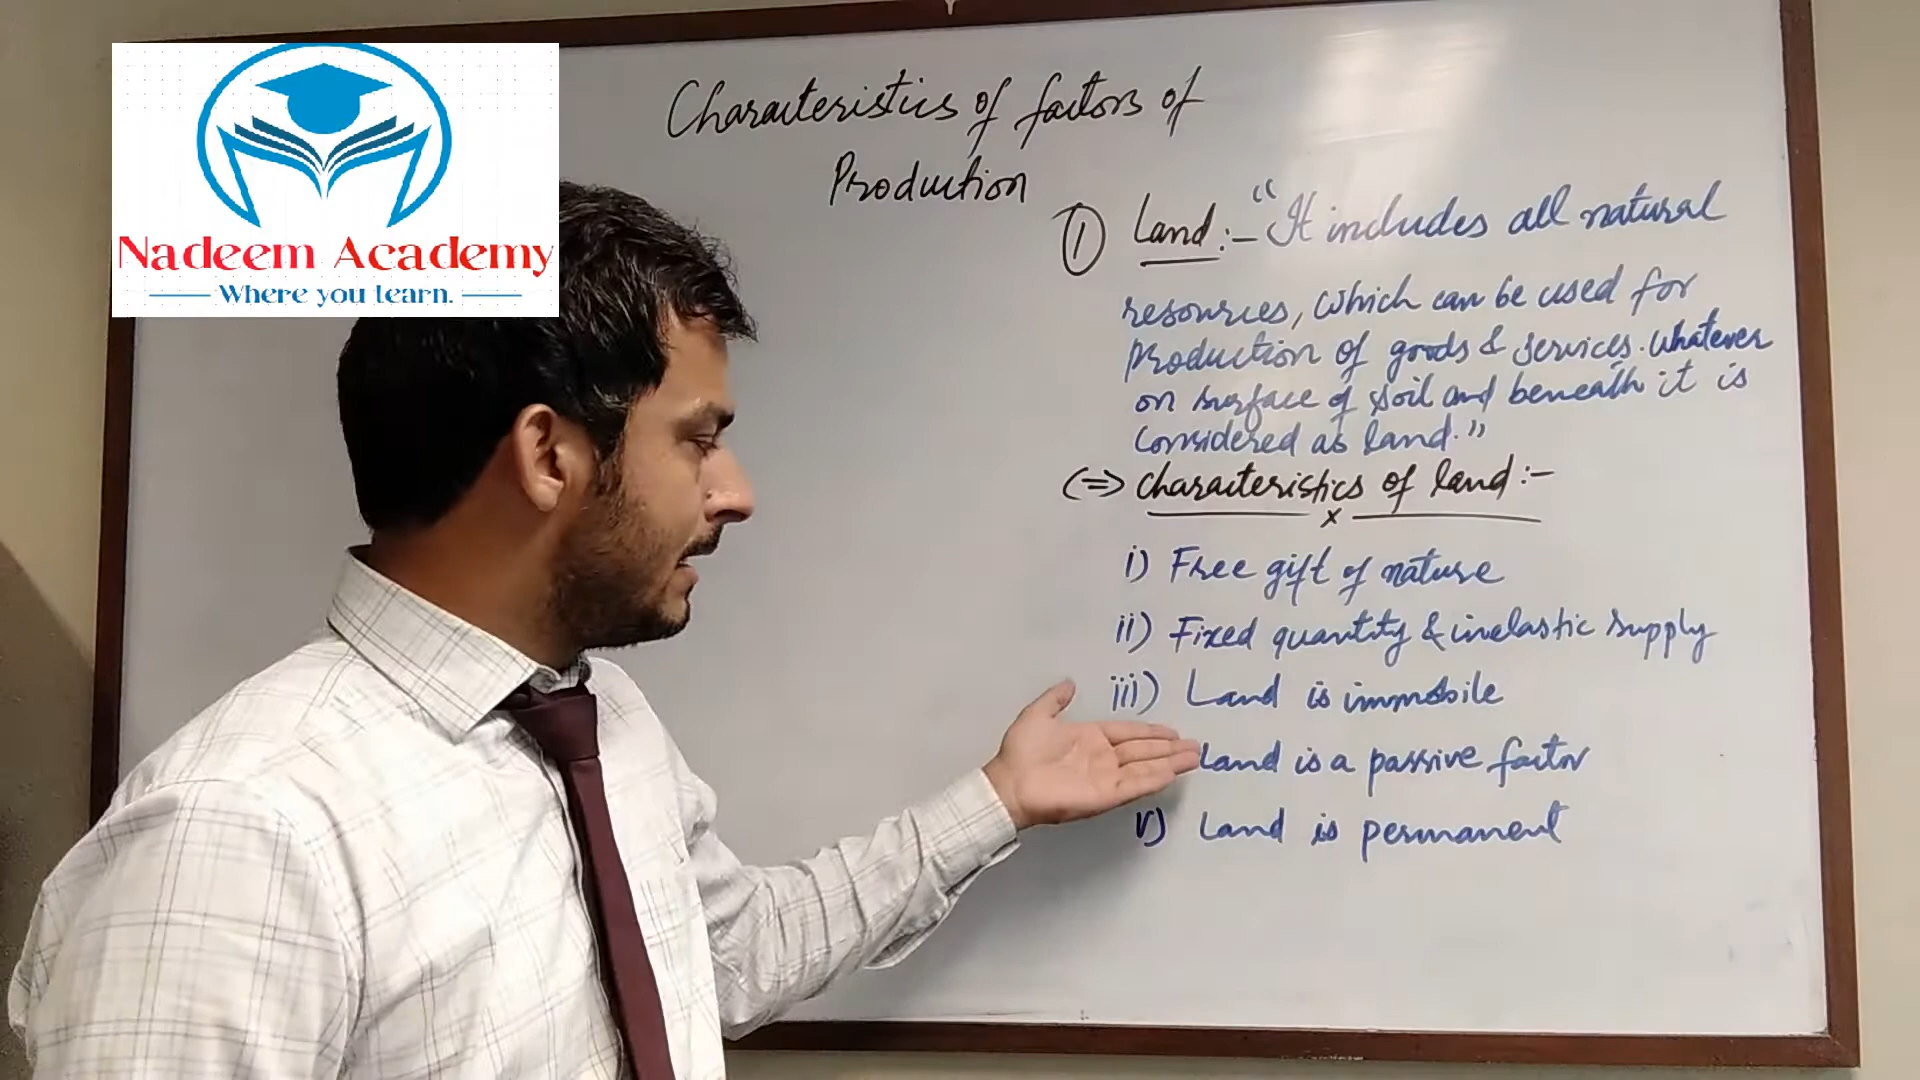 Nadeem Academy
Where you learn.
Characteristics of factors of
Production
1 Land:- "It includes all natural
resources, which can be used for
production of goods & services. Whatever
on surface of soil and beneath it is
considered as land."
(=> Characteristics of land:-
x
i) Free gift of nature
ii) Fixed quantity & inelastic supply
iii) Land is immobile
Land is a passive factor
v) Land is permanent